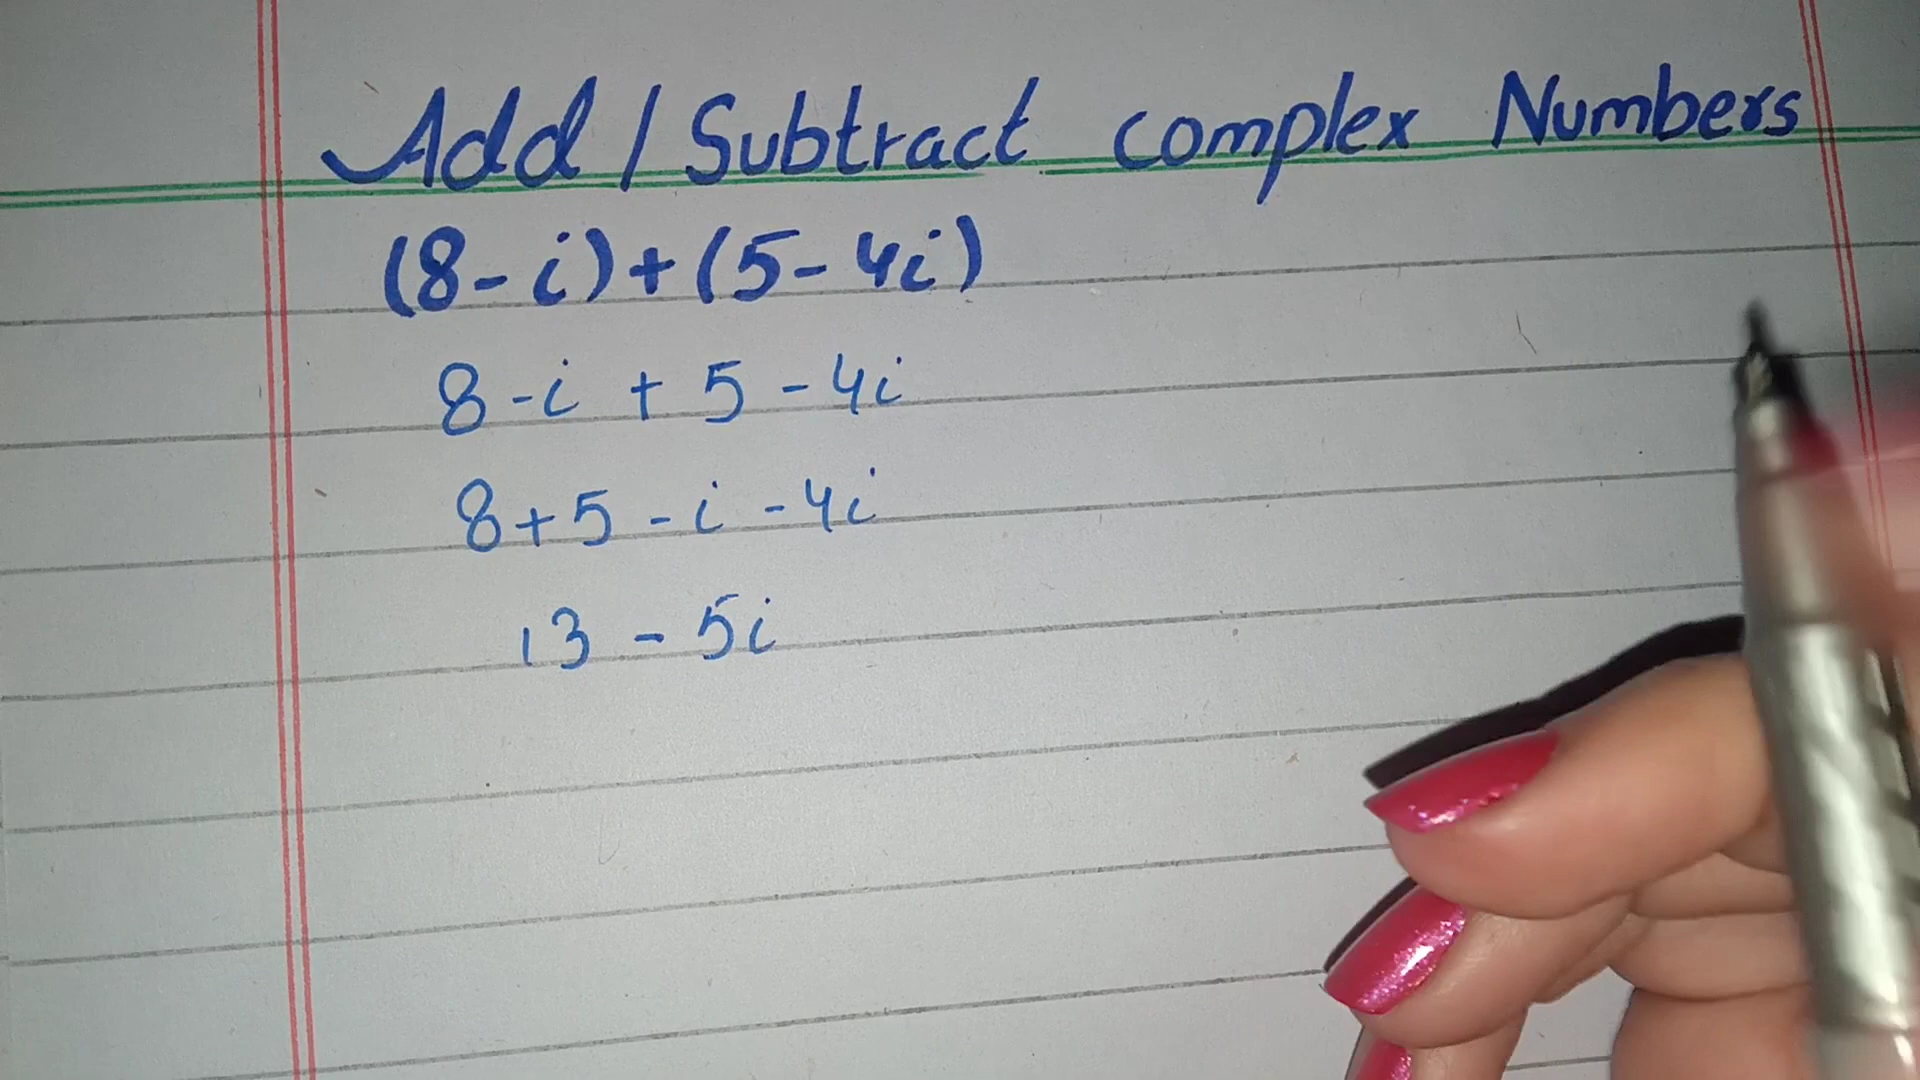 Add / Subtract complex Numbers
(8 - i) + (5 - 4i)
8 - i + 5 - 4i
8 + 5 - i - 4i
13 - 5i